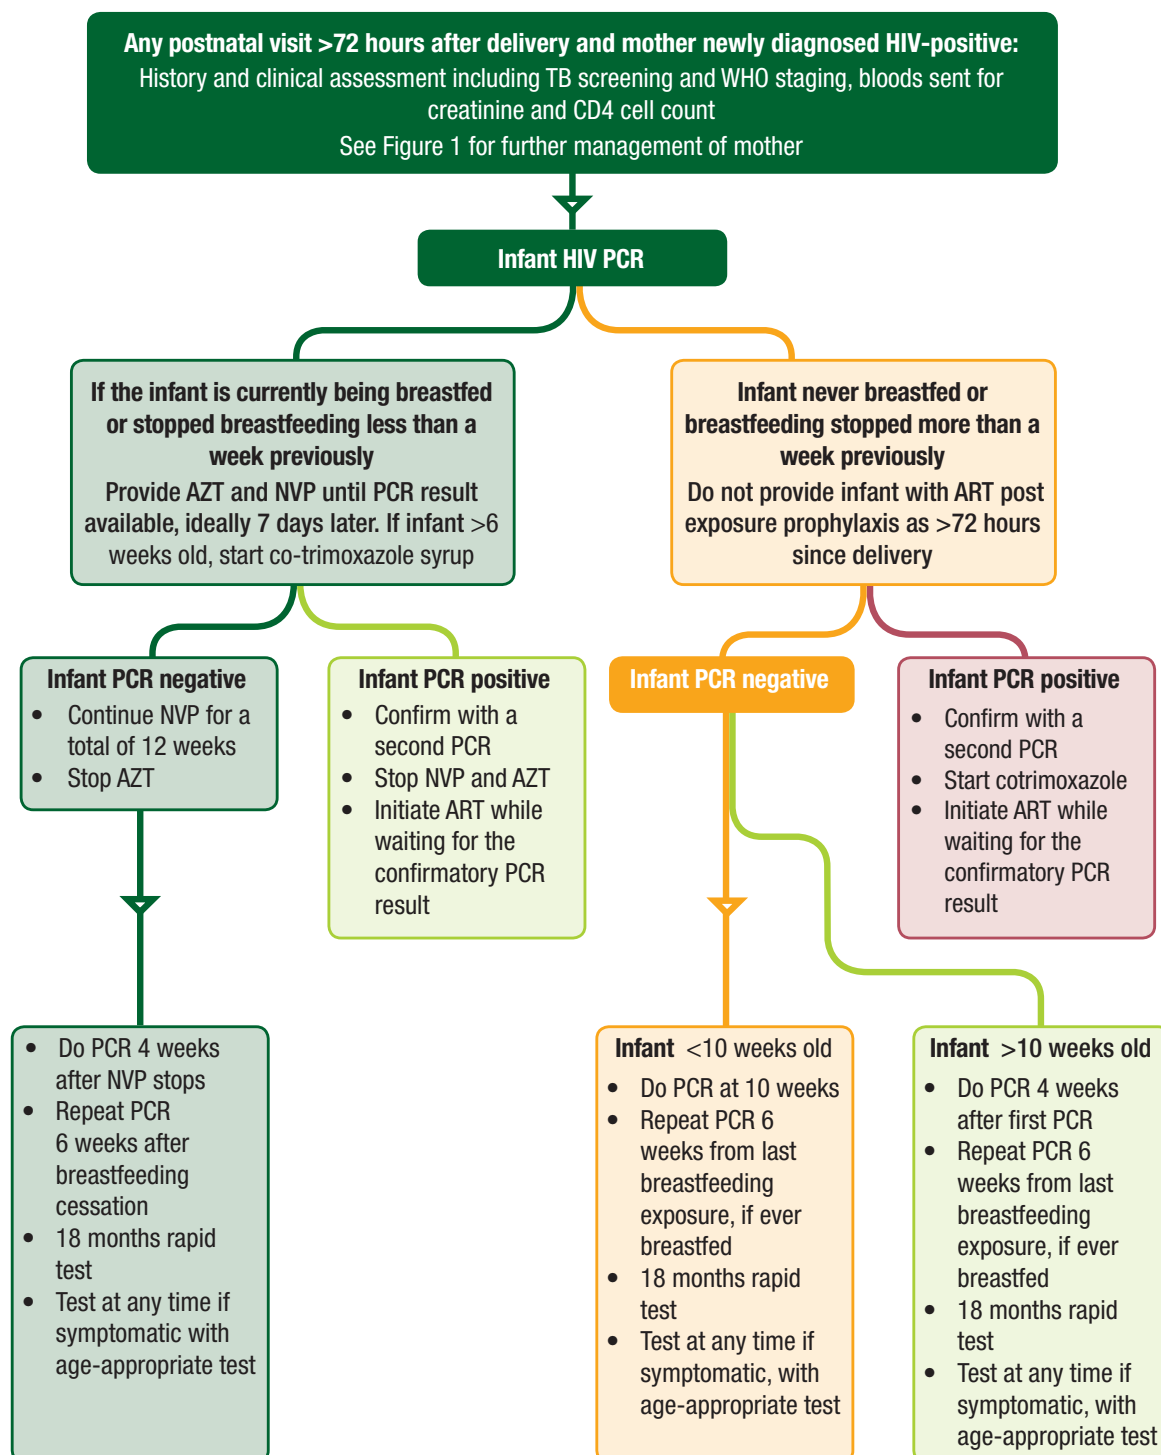 Any postnatal visit >72 hours after delivery and mother newly diagnosed HIV-positive:
History and clinical assessment including TB screening and WHO staging, bloods sent for
creatinine and CD4 cell count
See Figure 1 for further management of mother
Infant HIV PCR
If the infant is currently being breastfed
or stopped breastfeeding less than a
week previously
Provide AZT and NVP until PCR result
available, ideally 7 days later. If infant >6
weeks old, start co-trimoxazole syrup
Infant never breastfed or
breastfeeding stopped more than a
week previously
Do not provide infant with ART post
exposure prophylaxis as >72 hours
since delivery
Infant PCR negative
• Continue NVP for a
total of 12 weeks
• Stop AZT
Infant PCR positive
• Confirm with a
second PCR
• Stop NVP and AZT
• Initiate ART while
waiting for the
confirmatory PCR
result
Infant PCR negative
Infant PCR positive
• Confirm with a
second PCR
• Start cotrimoxazole
• Initiate ART while
waiting for the
confirmatory PCR
result
• Do PCR 4 weeks
after NVP stops
• Repeat PCR
6 weeks after
breastfeeding
cessation
• 18 months rapid
test
• Test at any time if
symptomatic with
age-appropriate test
Infant <10 weeks old
• Do PCR at 10 weeks
• Repeat PCR 6
weeks from last
breastfeeding
exposure, if ever
breastfed
• 18 months rapid
test
• Test at any time if
symptomatic, with
age-appropriate test
Infant >10 weeks old
• Do PCR 4 weeks
after first PCR
• Repeat PCR 6
weeks from last
breastfeeding
exposure, if ever
breastfed
• 18 months rapid
test
• Test at any time if
symptomatic, with
age-appropriate test